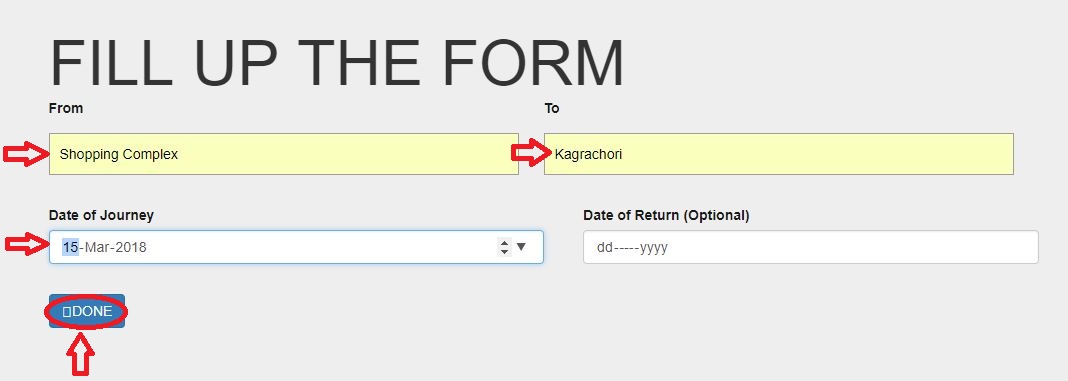 FILL UP THE FORM
From To
Shopping Complex Kagrachori
Date of Journey Date of Return (Optional)
15-Mar-2018 dd-----yyyy
DONE